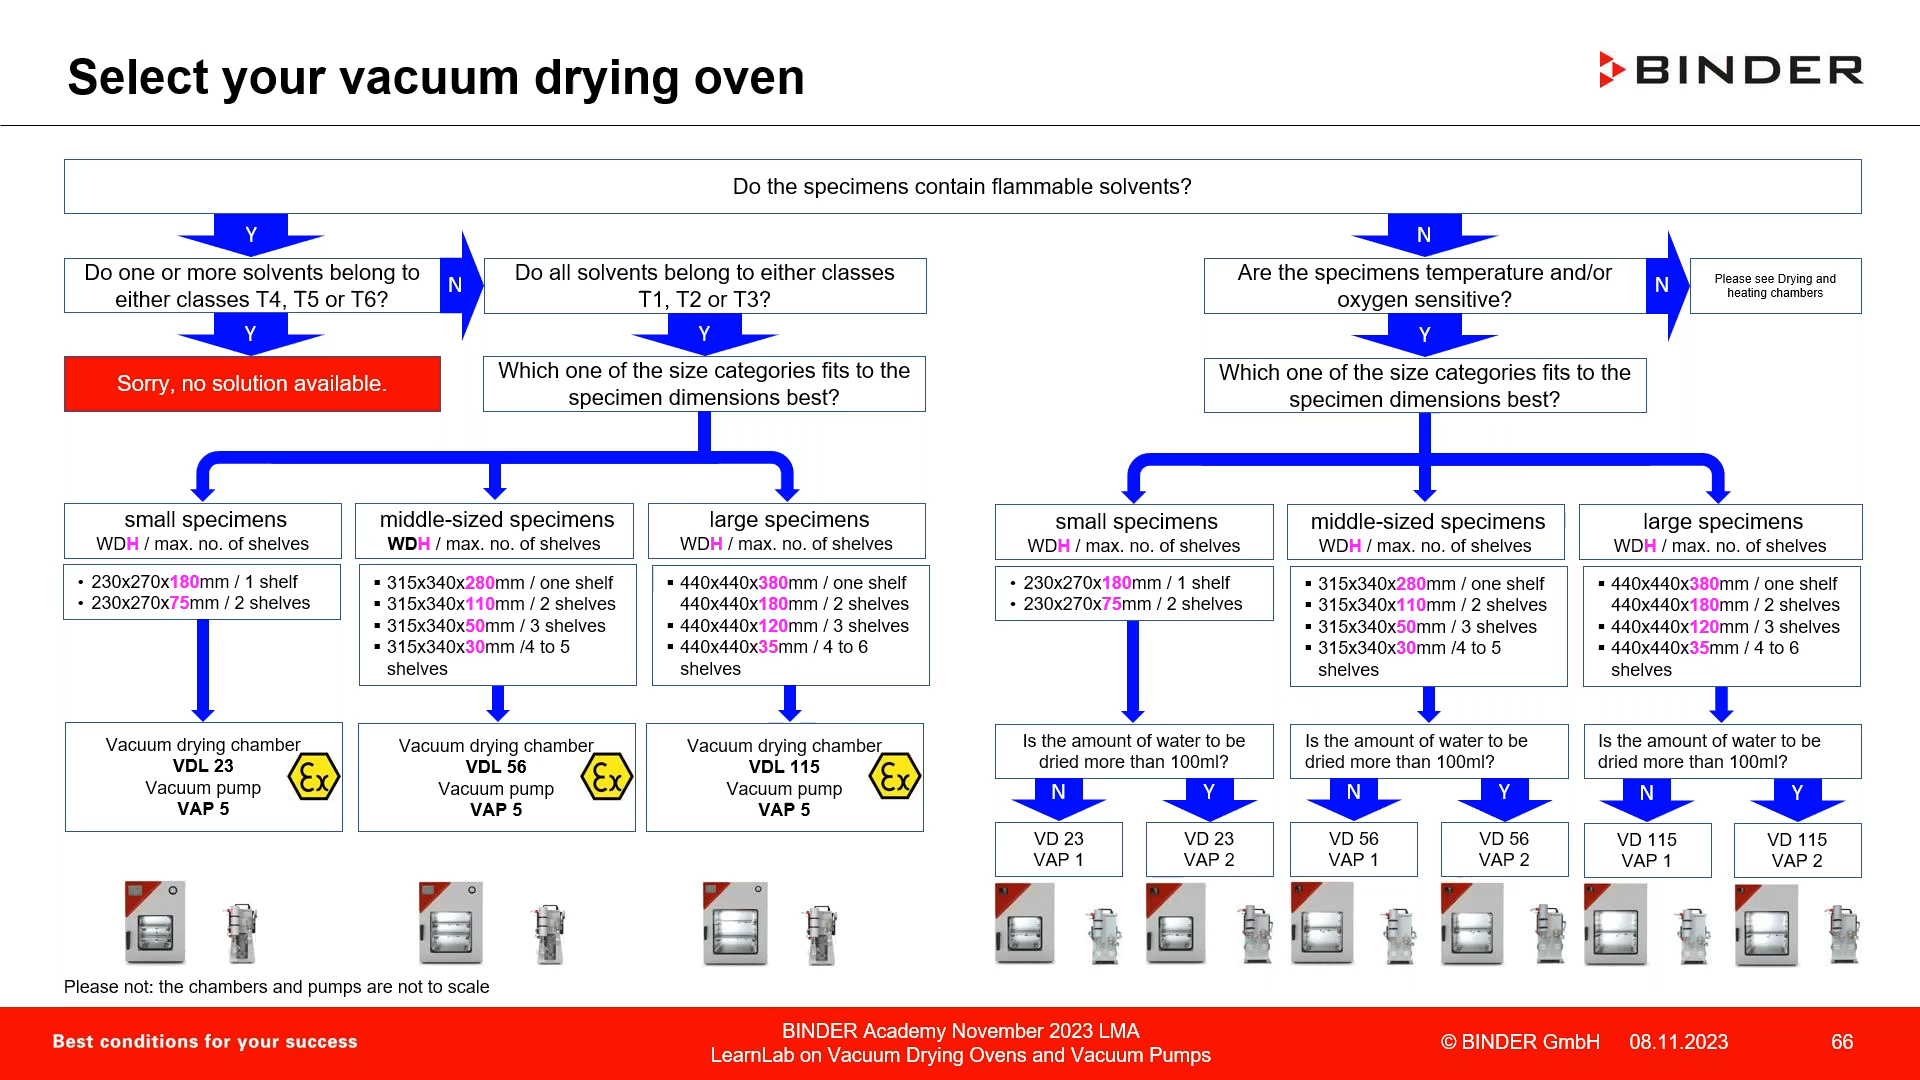 Select your vacuum drying oven
BINDER
Do the specimens contain flammable solvents?
Y
N
Do one or more solvents belong to
either classes T4, T5 or T6?
N
Do all solvents belong to either classes
T1, T2 or T3?
Are the specimens temperature and/or
oxygen sensitive?
N
Please see Drying and
heating chambers
Y
Y
Y
Sorry, no solution available.
Which one of the size categories fits to the
specimen dimensions best?
Which one of the size categories fits to the
specimen dimensions best?
small specimens
WDH / max. no. of shelves
• 230x270x180mm / 1 shelf
• 230x270x75mm / 2 shelves
middle-sized specimens
WDH / max. no. of shelves
▪ 315x340x280mm / one shelf
▪ 315x340x110mm / 2 shelves
▪ 315x340x50mm / 3 shelves
▪ 315x340x30mm /4 to 5
shelves
large specimens
WDH / max. no. of shelves
▪ 440x440x380mm / one shelf
440x440x180mm / 2 shelves
▪ 440x440x120mm / 3 shelves
▪ 440x440x35mm / 4 to 6
shelves
small specimens
WDH / max. no. of shelves
• 230x270x180mm / 1 shelf
• 230x270x75mm / 2 shelves
middle-sized specimens
WDH / max. no. of shelves
▪ 315x340x280mm / one shelf
▪ 315x340x110mm / 2 shelves
▪ 315x340x50mm / 3 shelves
▪ 315x340x30mm /4 to 5
shelves
large specimens
WDH / max. no. of shelves
▪ 440x440x380mm / one shelf
440x440x180mm / 2 shelves
▪ 440x440x120mm / 3 shelves
▪ 440x440x35mm / 4 to 6
shelves
Vacuum drying chamber
VDL 23
Vacuum pump
VAP 5
Ex
Vacuum drying chamber
VDL 56
Vacuum pump
VAP 5
Ex
Vacuum drying chamber
VDL 115
Vacuum pump
VAP 5
Ex
Is the amount of water to be
dried more than 100ml?
Is the amount of water to be
dried more than 100ml?
Is the amount of water to be
dried more than 100ml?
N
Y
N
Y
N
Y
VD 23
VAP 1
VD 23
VAP 2
VD 56
VAP 1
VD 56
VAP 2
VD 115
VAP 1
VD 115
VAP 2
Please not: the chambers and pumps are not to scale
Best conditions for your success
BINDER Academy November 2023 LMA
LearnLab on Vacuum Drying Ovens and Vacuum Pumps
© BINDER GmbH
08.11.2023
66